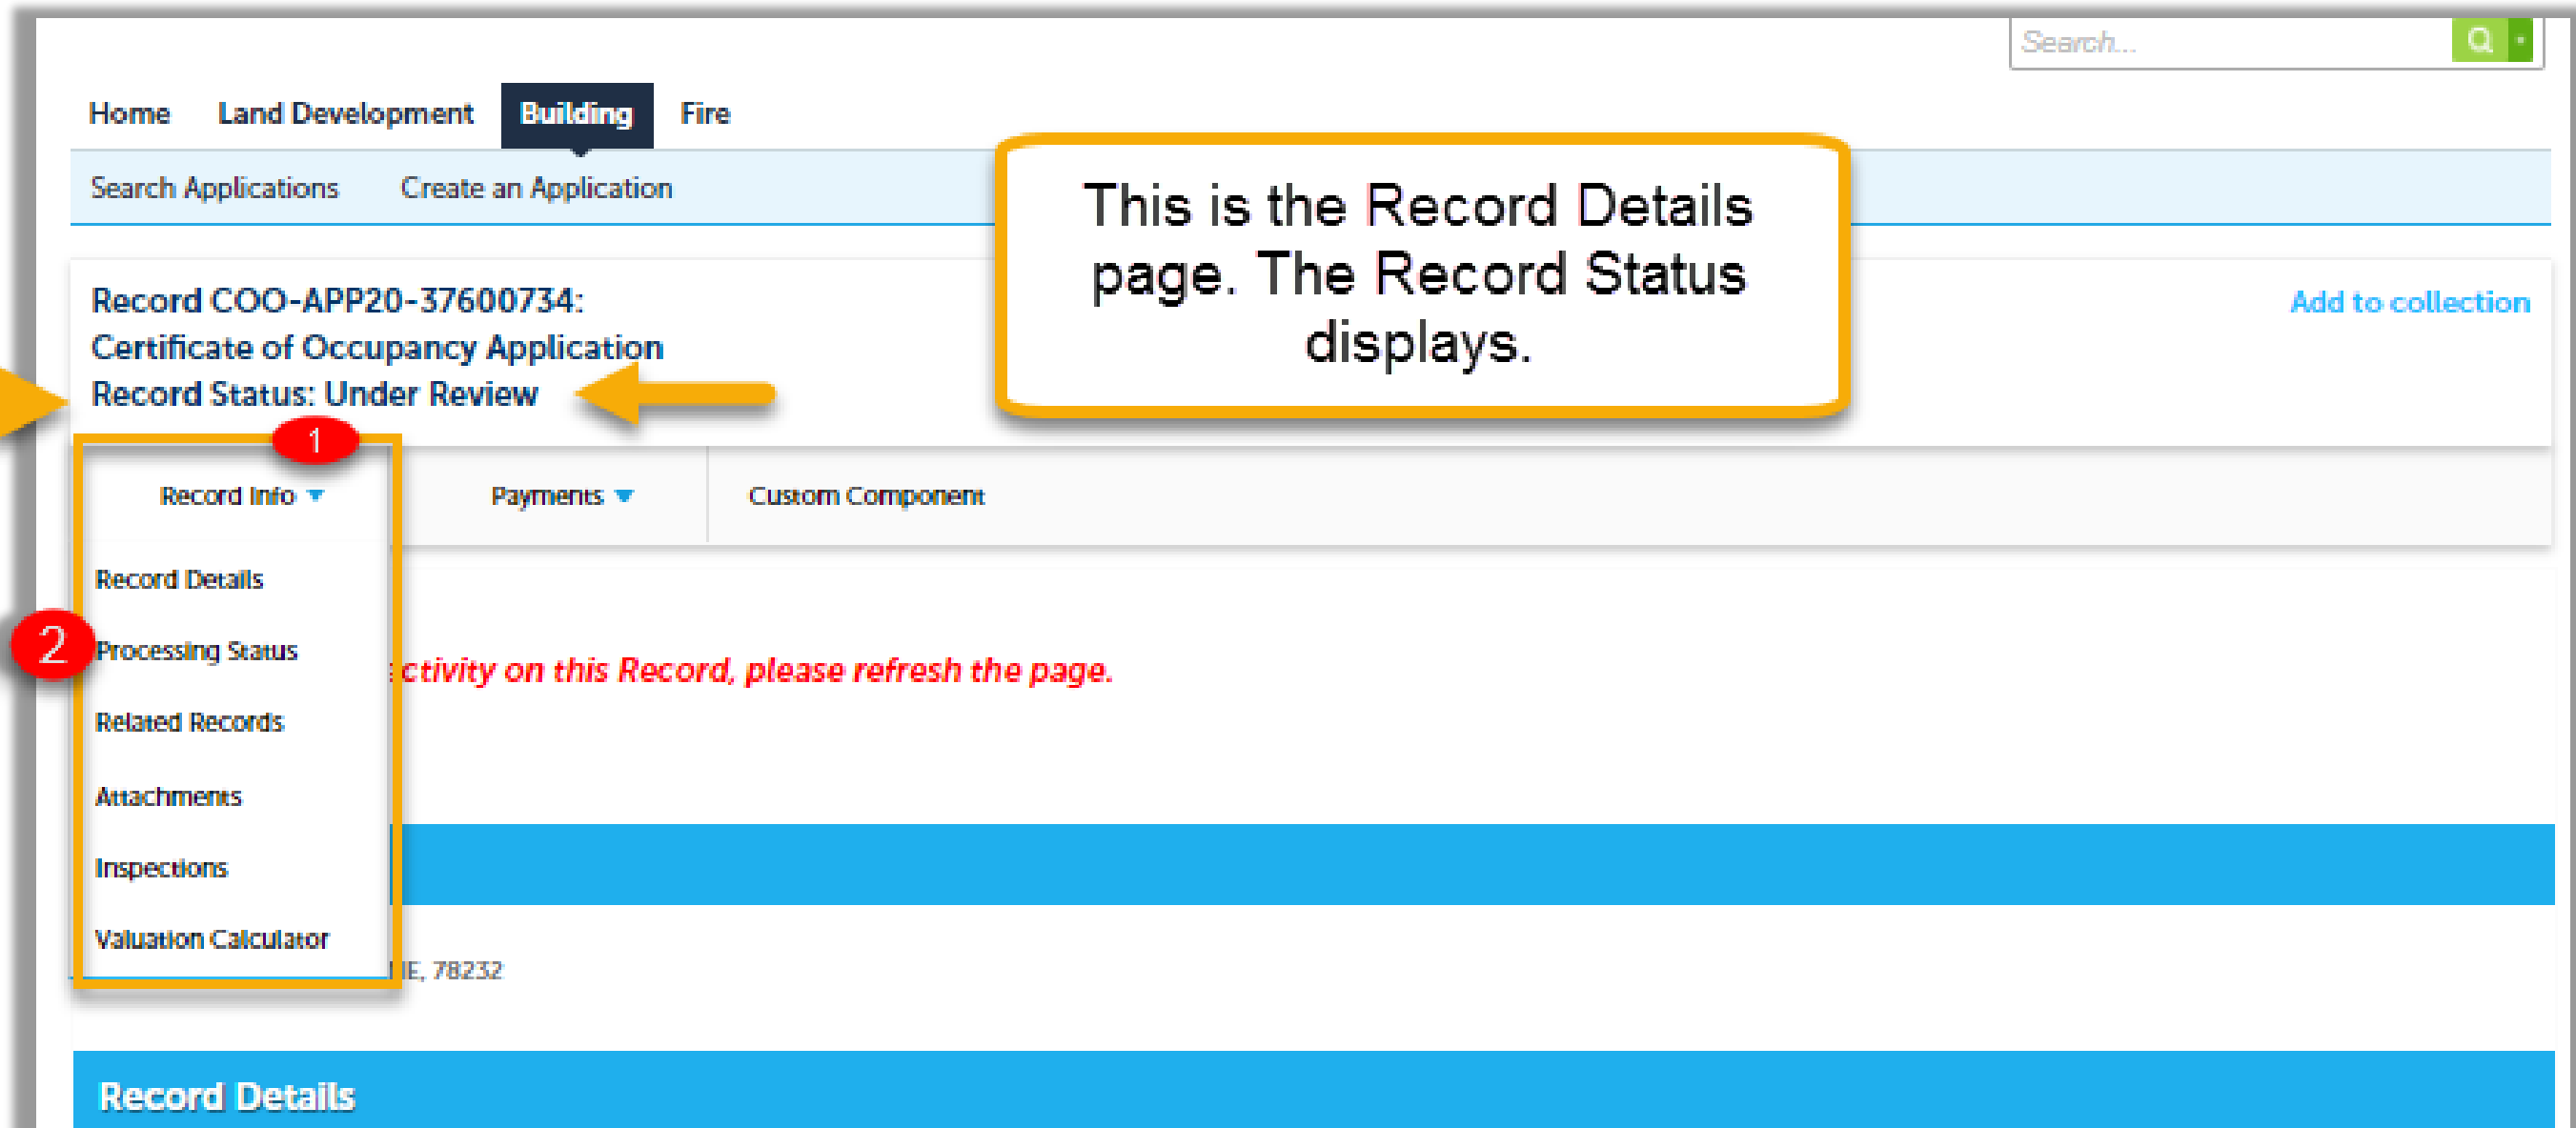 Search...
Home Land Development Building Fire
Search Applications Create an Application
This is the Record Details
page. The Record Status
displays.
Record COO-APP20-37600734:
Certificate of Occupancy Application
Record Status: Under Review
Add to collection
1
Record Info Payments Custom Component
Record Details
2
Processing Status
ctivity on this Record, please refresh the page.
Related Records
Attachments
Inspections
Valuation Calculator
78232
Record Details